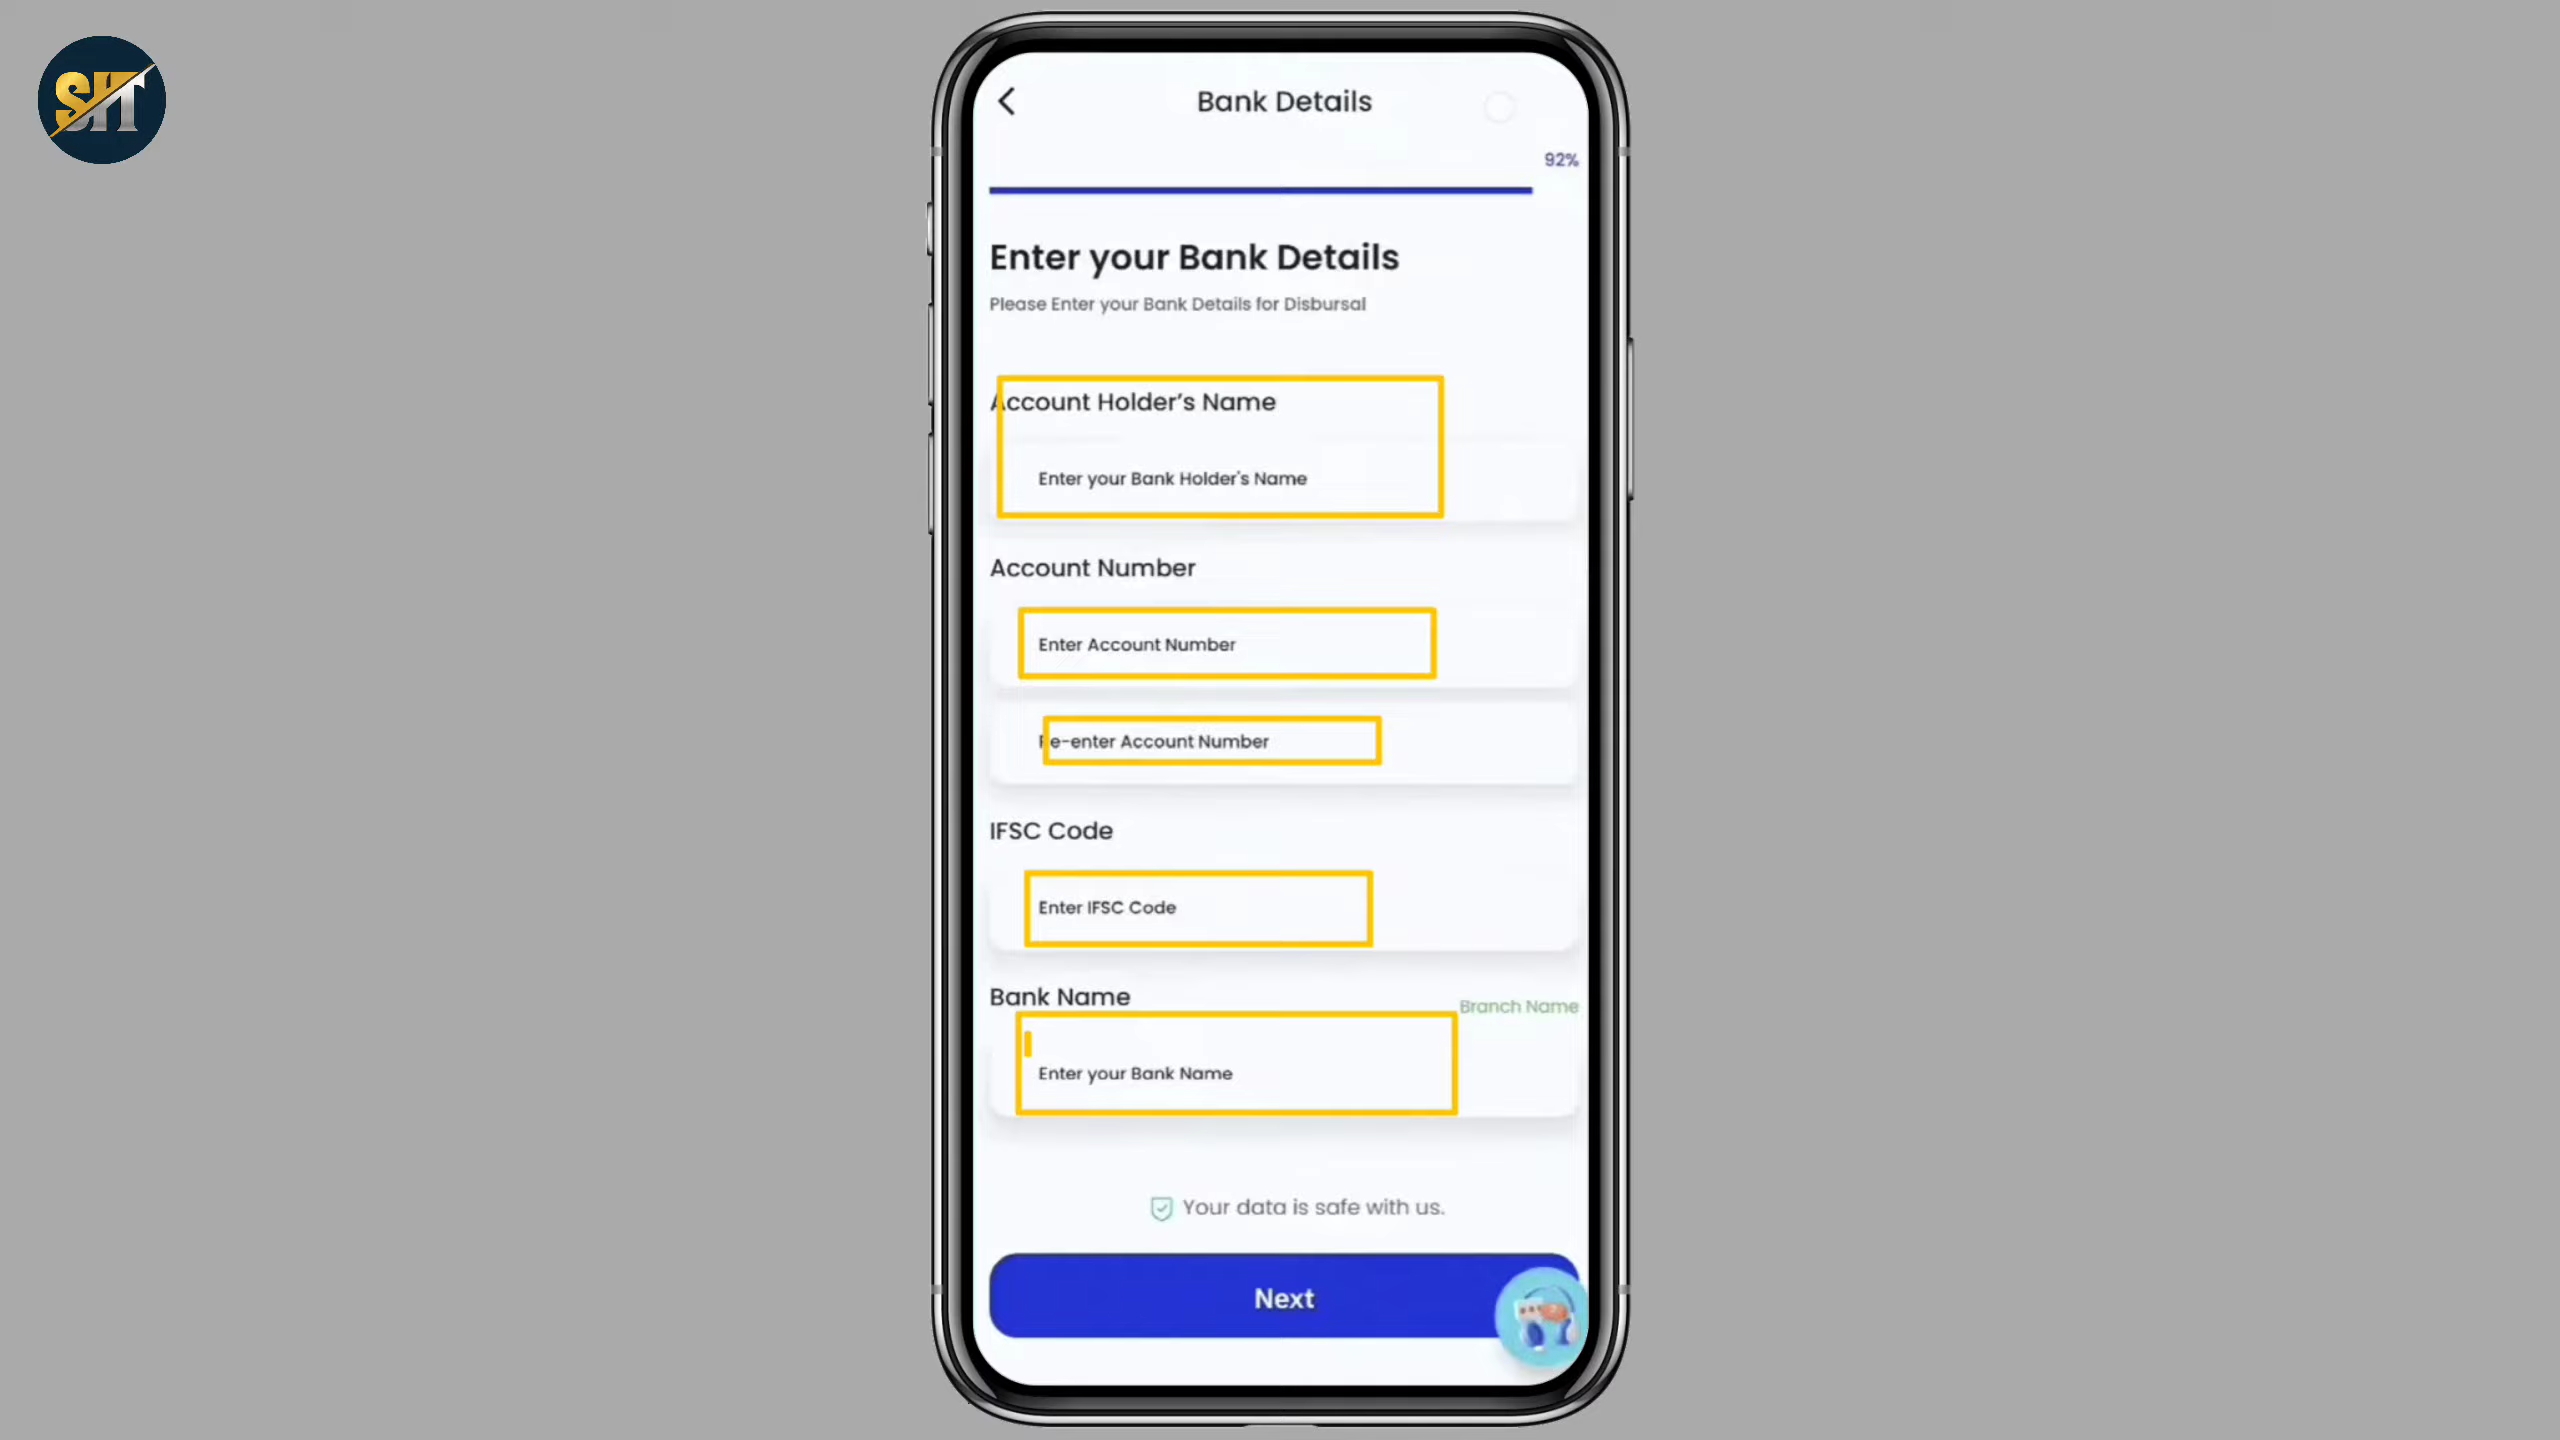 SHT
Bank Details
92%
Enter your Bank Details
Please Enter your Bank Details for Disbursal
Account Holder's Name
Enter your Bank Holder's Name
Account Number
Enter Account Number
Re-enter Account Number
IFSC Code
Enter IFSC Code
Bank Name
Branch Name
Enter your Bank Name
Your data is safe with us.
Next